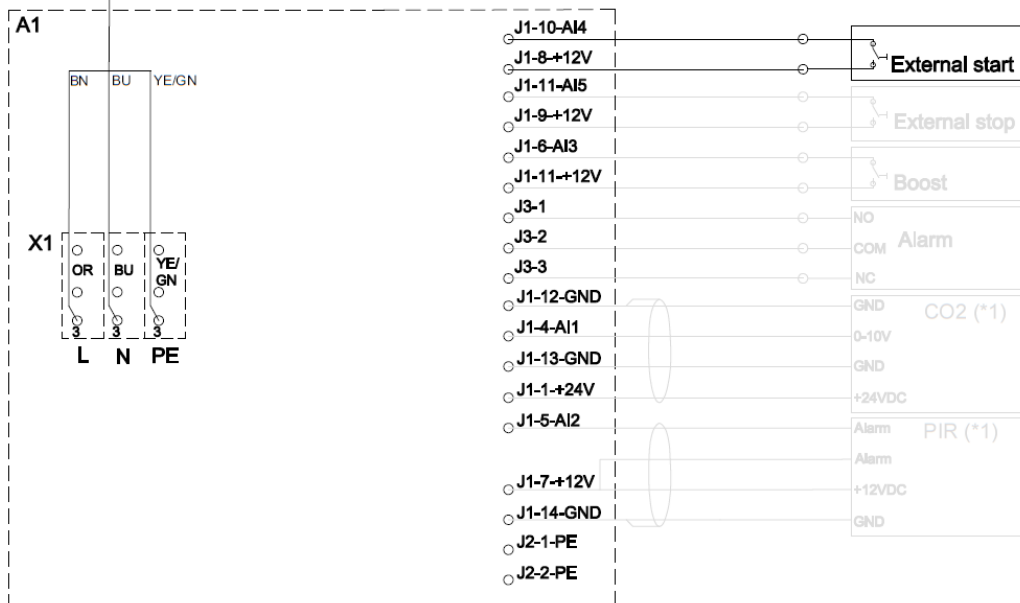 A1
BN BU YE/GN
X1
OR BU YE/
GN
3 3 3
L N PE
J1-10-AI4
J1-8-+12V
J1-11-AI5
J1-9-+12V
J1-6-AI3
J1-11-+12V
J3-1
J3-2
J3-3
J1-12-GND
J1-4-AI1
J1-13-GND
J1-1-+24V
J1-5-AI2
J1-7-+12V
J1-14-GND
J2-1-PE
J2-2-PE
External start
External stop
Boost
NO
COM Alarm
NC
GND CO2 (*1)
0-10V
GND
+24VDC
Alarm PIR (*1)
Alarm
+12VDC
GND